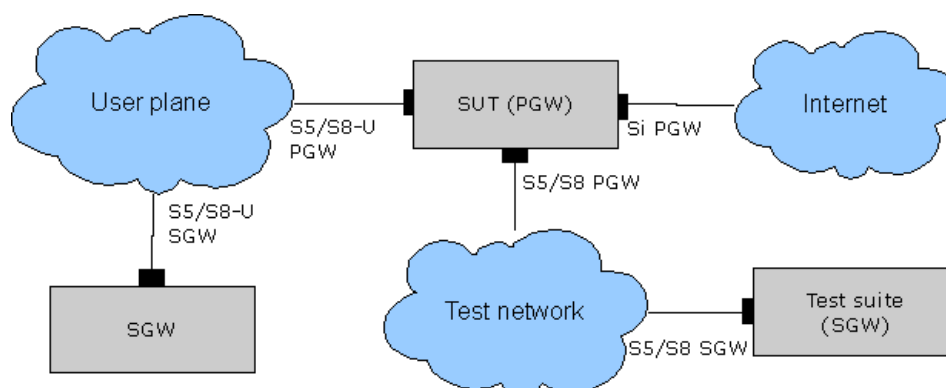 User plane
SUT (PGW)
Internet
S5/S8-U
PGW
Si PGW
S5/S8 PGW
S5/S8-U
SGW
SGW
Test network
Test suite
(SGW)
S5/S8 SGW